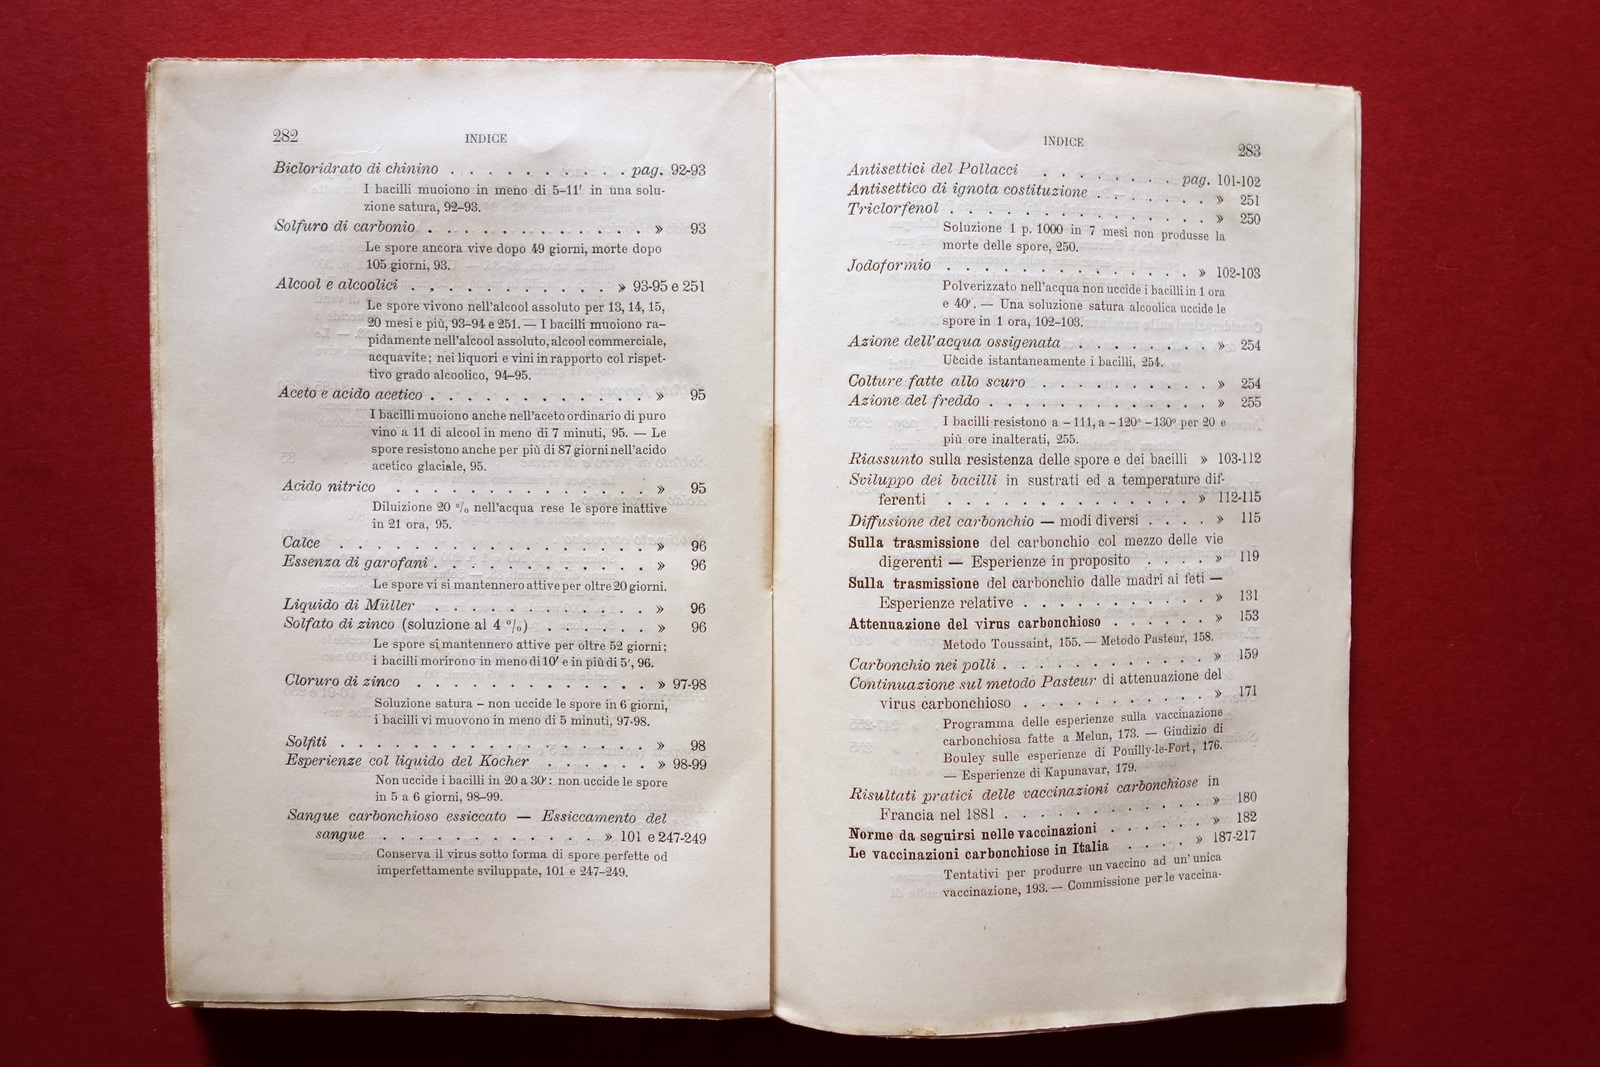 282
INDICE
Bicloridrato di chinino . . . . . . . . . . pag. 92-93
I bacilli muoiono in meno di 5–11′ in una solu-
zione satura, 92–93.
Solfuro di carbonio . . . . . . . . . . . . » 93
Le spore ancora vive dopo 49 giorni, morte dopo
105 giorni, 93.
Alcool e alcoolici . . . . . . . . . . . » 93-95 e 251
Le spore vivono nell'alcool assoluto per 13, 14, 15,
20 mesi e più, 93–94 e 251. — I bacilli muoiono ra-
pidamente nell'alcool assoluto, alcool commerciale,
acquavite; nei liquori e vini in rapporto col rispet-
tivo grado alcoolico, 94–95.
Aceto e acido acetico . . . . . . . . . . . . » 95
I bacilli muoiono anche nell'aceto ordinario di puro
vino a 11 di alcool in meno di 7 minuti, 95. — Le
spore resistono anche per più di 87 giorni nell'acido
acetico glaciale, 95.
Acido nitrico . . . . . . . . . . . . . . » 95
Diluizione 20 % nell'acqua rese le spore inattive
in 21 ora, 95.
Calce . . . . . . . . . . . . . . . . » 96
Essenza di garofani . . . . . . . . . . . . » 96
Le spore vi si mantennero attive per oltre 20 giorni.
Liquido di Müller . . . . . . . . . . . . » 96
Solfato di zinco (soluzione al 4 %) . . . . . . » 96
Le spore si mantennero attive per oltre 52 giorni;
i bacilli morirono in meno di 10′ e in più di 5′, 96.
Cloruro di zinco . . . . . . . . . . . . » 97-98
Soluzione satura – non uccide le spore in 6 giorni,
i bacilli vi muovono in meno di 5 minuti, 97-98.
Solfiti . . . . . . . . . . . . . . . . » 98
Esperienze col liquido del Kocher . . . . . . » 98-99
Non uccide i bacilli in 20 a 30′: non uccide le spore
in 5 a 6 giorni, 98–99.
Sangue carbonchioso essiccato — Essiccamento del
sangue . . . . . . . . . . . . » 101 e 247-249
Conserva il virus sotto forma di spore perfette od
imperfettamente sviluppate, 101 e 247–249.
INDICE
283
Antisettici del Pollacci . . . . . . . pag. 101-102
Antisettico di ignota costituzione . . . . . . . » 251
Triclorfenol . . . . . . . . . . . . . . » 250
Soluzione 1 p. 1000 in 7 mesi non produsse la
morte delle spore, 250.
Jodoformio . . . . . . . . . . . . . . » 102-103
Polverizzato nell'acqua non uccide i bacilli in 1 ora
e 40′. — Una soluzione satura alcoolica uccide le
spore in 1 ora, 102–103.
Azione dell'acqua ossigenata . . . . . . . . » 254
Uccide istantaneamente i bacilli, 254.
Colture fatte allo scuro . . . . . . . . . . » 254
Azione del freddo . . . . . . . . . . . . . » 255
I bacilli resistono a – 111, a – 120° – 130° per 20 e
più ore inalterati, 255.
Riassunto sulla resistenza delle spore e dei bacilli » 103-112
Sviluppo dei bacilli in sustrati ed a temperature dif-
ferenti . . . . . . . . . . . . . . » 112-115
Diffusione del carbonchio — modi diversi . . . . » 115
Sulla trasmissione del carbonchio col mezzo delle vie
digerenti — Esperienze in proposito . . . . » 119
Sulla trasmissione del carbonchio dalle madri ai feti —
Esperienze relative . . . . . . . . . . » 131
Attenuazione del virus carbonchioso . . . . . . » 153
Metodo Toussaint, 155. — Metodo Pasteur, 158.
Carbonchio nei polli . . . . . . . . . . . » 159
Continuazione sul metodo Pasteur di attenuazione del
virus carbonchioso . . . . . . . . . . » 171
Programma delle esperienze sulla vaccinazione
carbonchiosa fatte a Melun, 173. — Giudizio di
Bouley sulle esperienze di Pouilly-le-Fort, 176.
— Esperienze di Kapunavar, 179.
Risultati pratici delle vaccinazioni carbonchiose in
Francia nel 1881 . . . . . . . . . . . » 180
Norme da seguirsi nelle vaccinazioni . . . . . . » 182
Le vaccinazioni carbonchiose in Italia . . . . » 187-217
Tentativi per produrre un vaccino ad un'unica
vaccinazione, 193. — Commissione per le vaccina-